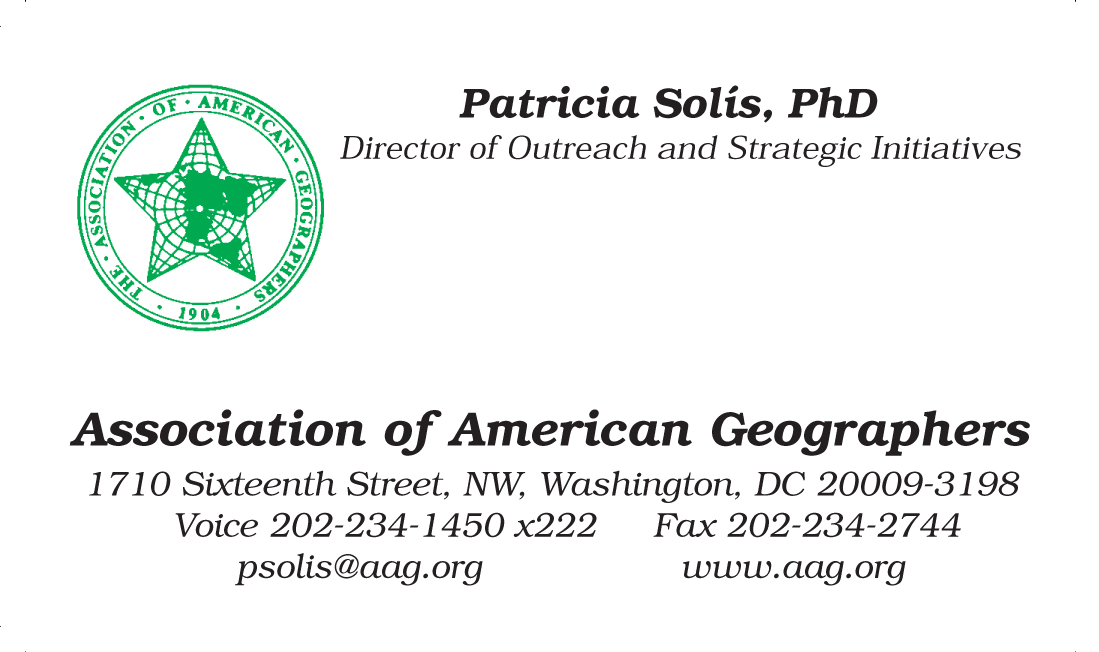 THE · ASSOCIATION · OF · AMERICAN · GEOGRAPHERS
· 1904 ·
Patricia Solís, PhD
Director of Outreach and Strategic Initiatives
Association of American Geographers
1710 Sixteenth Street, NW, Washington, DC 20009-3198
Voice 202-234-1450 x222 Fax 202-234-2744
psolis@aag.org www.aag.org